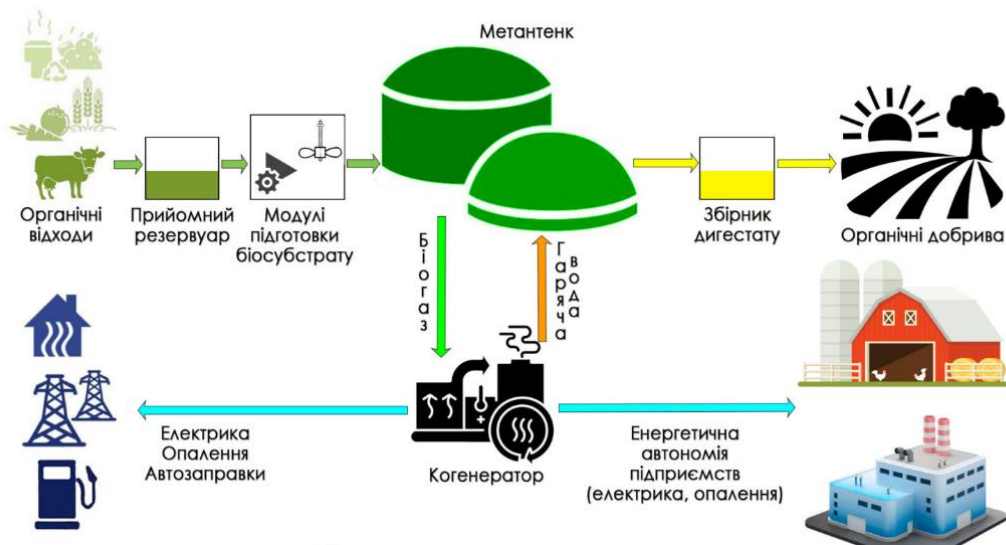 Метантенк
Органічні
відходи
Прийомний
резервуар
Модулі
підготовки
біосубстрату
Збірник
дигестату
Органічні добрива
Біогаз
Гаряча
вода
Електрика
Опалення
Автозаправки
Когенератор
Енергетична
автономія
підприємств
(електрика, опалення)